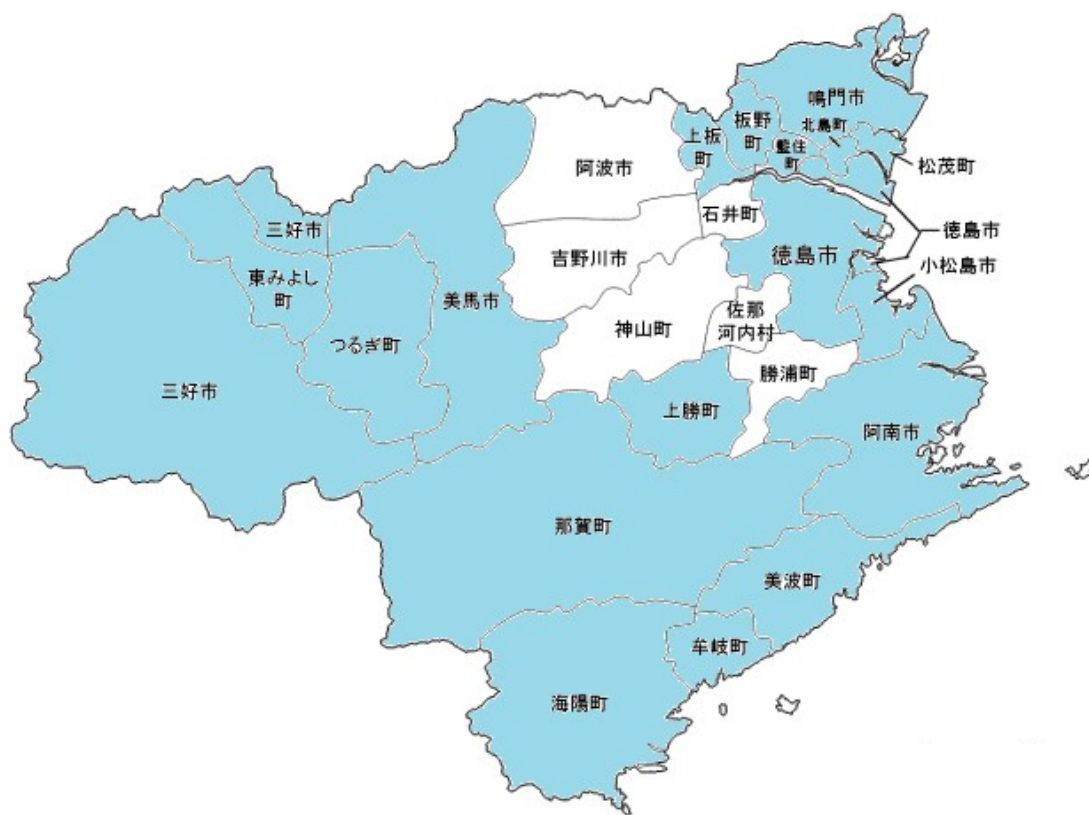 鳴門市
北島町
板野
町
藍住
町
上板
町
松茂町
阿波市
石井町
徳島市
三好市
吉野川市
徳島市
小松島市
東みよし
町
美馬市
佐那
河内村
神山町
つるぎ町
勝浦町
三好市
上勝町
阿南市
那賀町
美波町
牟岐町
海陽町